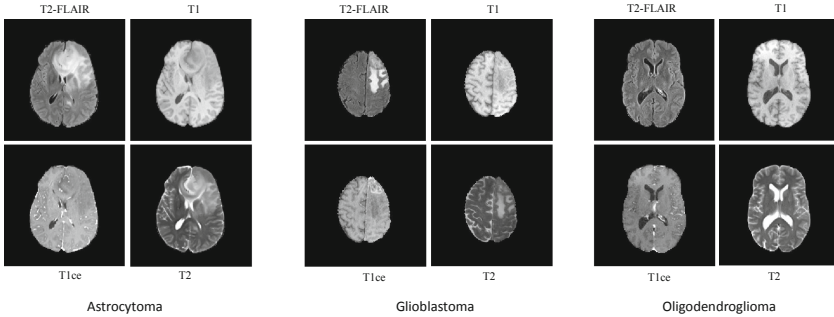 T2-FLAIR T1 T2-FLAIR T1 T2-FLAIR T1
T1ce T2 T1ce T2 T1ce T2
Astrocytoma Glioblastoma Oligodendroglioma